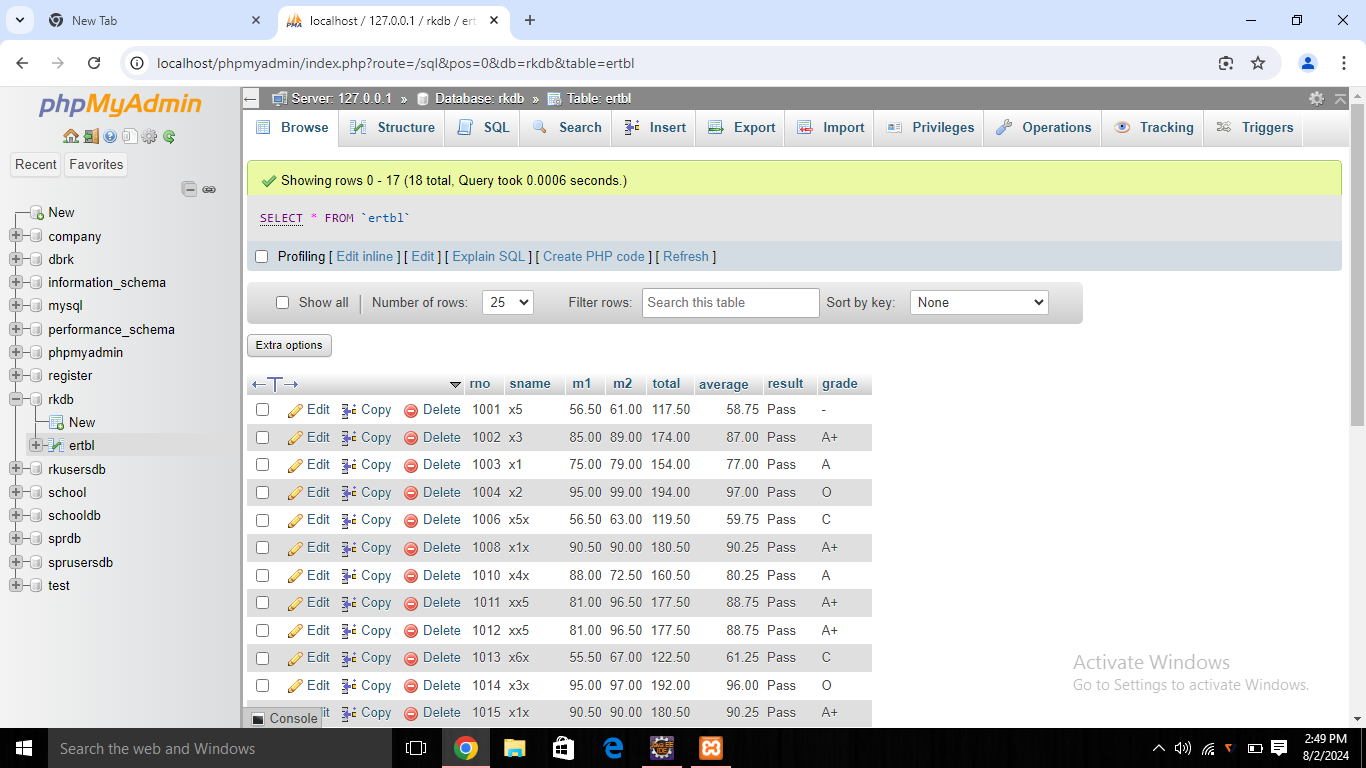 New Tab
localhost / 127.0.0.1 / rkdb / ert
localhost/phpmyadmin/index.php?route=/sql&pos=0&db=rkdb&table=ertbl
phpMyAdmin
Recent Favorites
New
company
dbrk
information_schema
mysql
performance_schema
phpmyadmin
register
rkdb
New
ertbl
rkusersdb
school
schooldb
sprdb
sprusersdb
test
Server: 127.0.0.1 » Database: rkdb » Table: ertbl
Browse Structure SQL Search Insert Export Import Privileges Operations Tracking Triggers
Showing rows 0 - 17 (18 total, Query took 0.0006 seconds.)
SELECT * FROM `ertbl`
Profiling [ Edit inline ] [ Edit ] [ Explain SQL ] [ Create PHP code ] [ Refresh ]
Show all Number of rows: 25 Filter rows: Search this table Sort by key: None
Extra options
rno sname m1 m2 total average result grade
Edit Copy Delete 1001 x5 56.50 61.00 117.50 58.75 Pass -
Edit Copy Delete 1002 x3 85.00 89.00 174.00 87.00 Pass A+
Edit Copy Delete 1003 x1 75.00 79.00 154.00 77.00 Pass A
Edit Copy Delete 1004 x2 95.00 99.00 194.00 97.00 Pass O
Edit Copy Delete 1006 x5x 56.50 63.00 119.50 59.75 Pass C
Edit Copy Delete 1008 x1x 90.50 90.00 180.50 90.25 Pass A+
Edit Copy Delete 1010 x4x 88.00 72.50 160.50 80.25 Pass A
Edit Copy Delete 1011 xx5 81.00 96.50 177.50 88.75 Pass A+
Edit Copy Delete 1012 xx5 81.00 96.50 177.50 88.75 Pass A+
Edit Copy Delete 1013 x6x 55.50 67.00 122.50 61.25 Pass C
Edit Copy Delete 1014 x3x 95.00 97.00 192.00 96.00 Pass O
Copy Delete 1015 x1x 90.50 90.00 180.50 90.25 Pass A+
Console
Activate Windows
Go to Settings to activate Windows.
Search the web and Windows
2:49 PM
8/2/2024